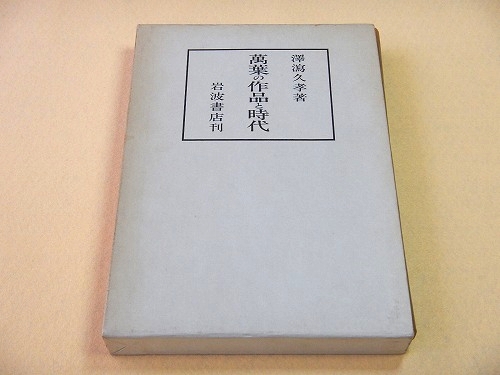 澤瀉久孝著
萬葉の作品と時代
岩波書店刊